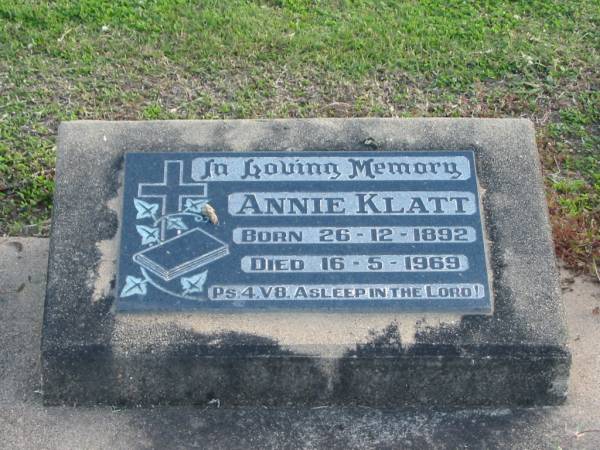 In Loving Memory
ANNIE KLATT
BORN 26-12-1892
DIED 16-5-1969
PS.4.V8. ASLEEP IN THE LORD!